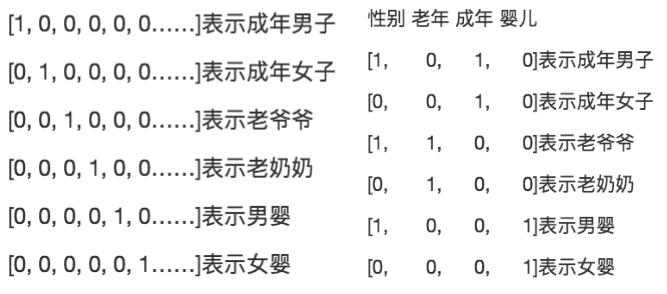 [1, 0, 0, 0, 0, 0......]表示成年男子
[0, 1, 0, 0, 0, 0......]表示成年女子
[0, 0, 1, 0, 0, 0......]表示老爷爷
[0, 0, 0, 1, 0, 0......]表示老奶奶
[0, 0, 0, 0, 1, 0......]表示男婴
[0, 0, 0, 0, 0, 1......]表示女婴
性别 老年 成年 婴儿
[1, 0, 1, 0]表示成年男子
[0, 0, 1, 0]表示成年女子
[1, 1, 0, 0]表示老爷爷
[0, 1, 0, 0]表示老奶奶
[1, 0, 0, 1]表示男婴
[0, 0, 0, 1]表示女婴